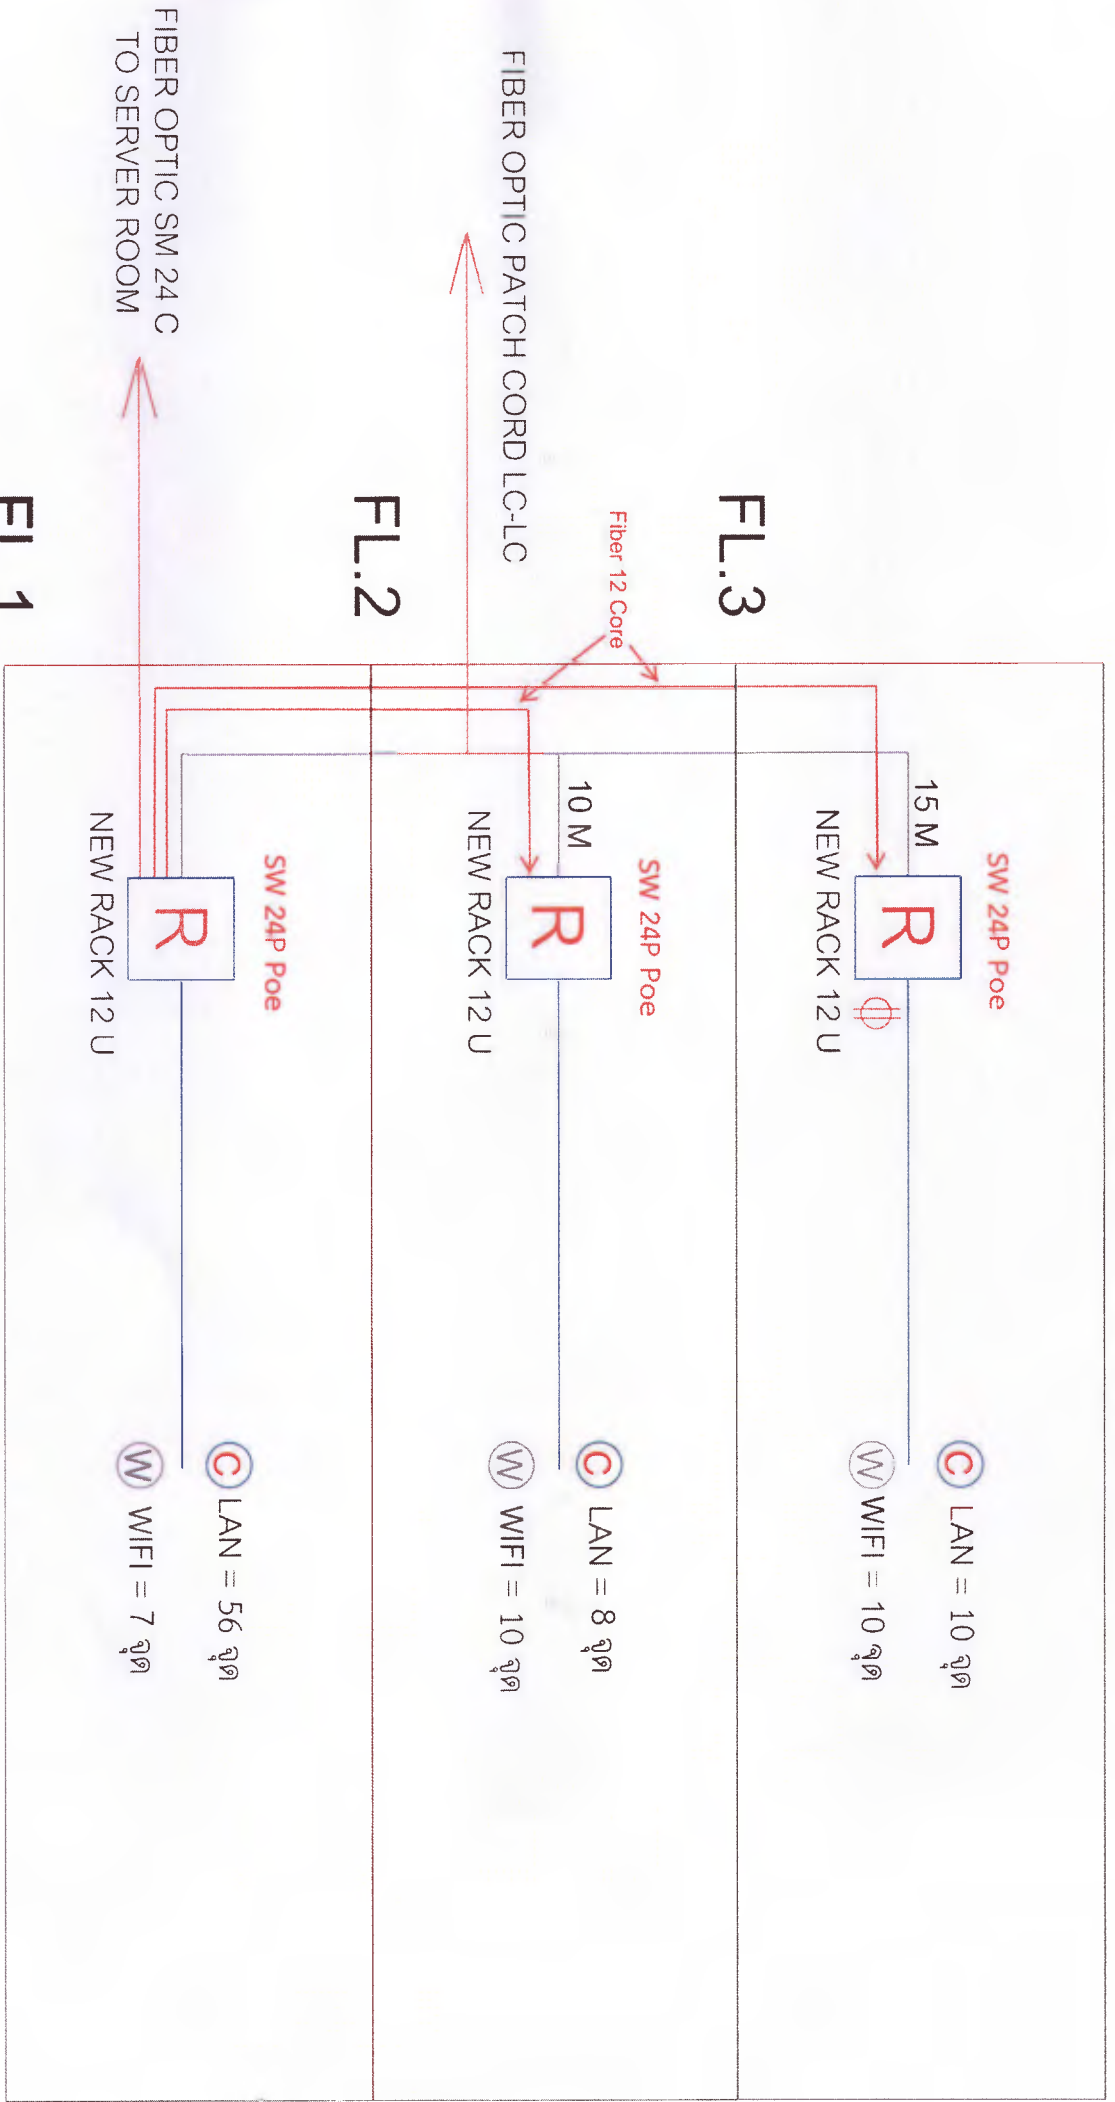 FL.3
SW 24P Poe
15 M
R
NEW RACK 12 U
C LAN = 10 จุด
W WIFI = 10 จุด
Fiber 12 Core
FIBER OPTIC PATCH CORD LC-LC
FL.2
SW 24P Poe
10 M
R
NEW RACK 12 U
C LAN = 8 จุด
W WIFI = 10 จุด
FIBER OPTIC SM 24 C
TO SERVER ROOM
FL.1
SW 24P Poe
R
NEW RACK 12 U
C LAN = 56 จุด
W WIFI = 7 จุด